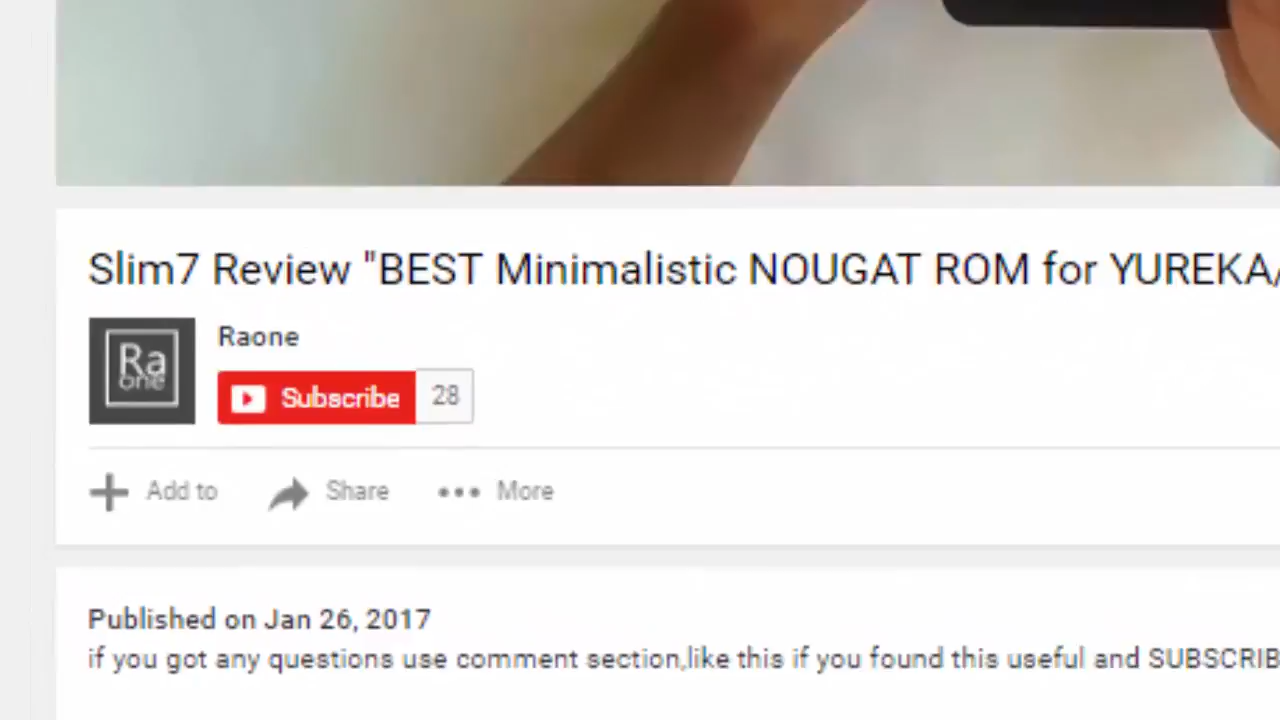 Slim7 Review "BEST Minimalistic NOUGAT ROM for YUREKA/
Ra
one
Raone
Subscribe 28
Add to Share More
Published on Jan 26, 2017
if you got any questions use comment section,like this if you found this useful and SUBSCRIB